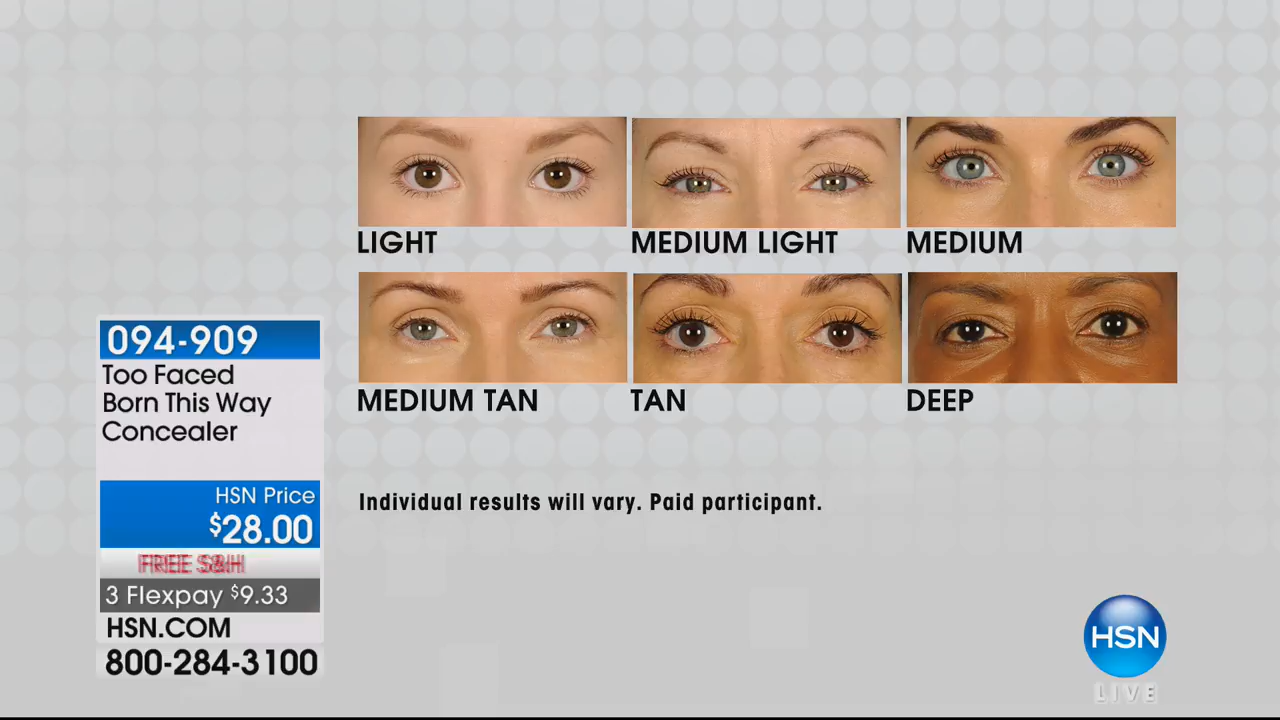 LIGHT
MEDIUM LIGHT
MEDIUM
MEDIUM TAN
TAN
DEEP
094-909
Too Faced
Born This Way
Concealer
HSN Price
$28.00
FREE S&H
3 Flexpay $9.33
HSN.COM
800-284-3100
Individual results will vary. Paid participant.
HSN
LIVE